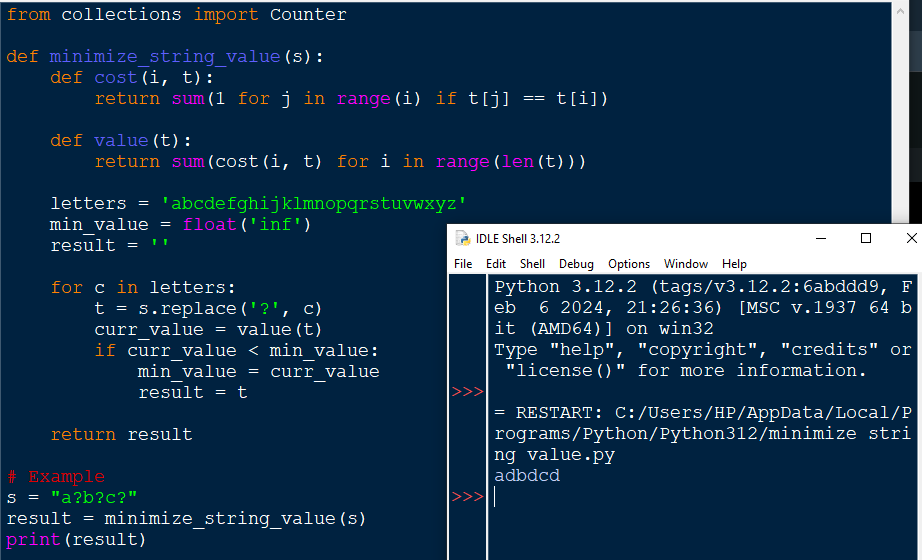 from collections import Counter
def minimize_string_value(s):
    def cost(i, t):
        return sum(1 for j in range(i) if t[j] == t[i])
    def value(t):
        return sum(cost(i, t) for i in range(len(t)))
    letters = 'abcdefghijklmnopqrstuvwxyz'
    min_value = float('inf')
    result = ''
    for c in letters:
        t = s.replace('?', c)
        curr_value = value(t)
        if curr_value < min_value:
            min_value = curr_value
            result = t
    return result
# Example
s = "a?b?c?"
result = minimize_string_value(s)
print(result)
IDLE Shell 3.12.2
File Edit Shell Debug Options Window Help
Python 3.12.2 (tags/v3.12.2:6abddd9, F
eb  6 2024, 21:26:36) [MSC v.1937 64 b
it (AMD64)] on win32
Type "help", "copyright", "credits" or
 "license()" for more information.
>>>
= RESTART: C:/Users/HP/AppData/Local/P
rograms/Python/Python312/minimize stri
ng value.py
adbdcd
>>>